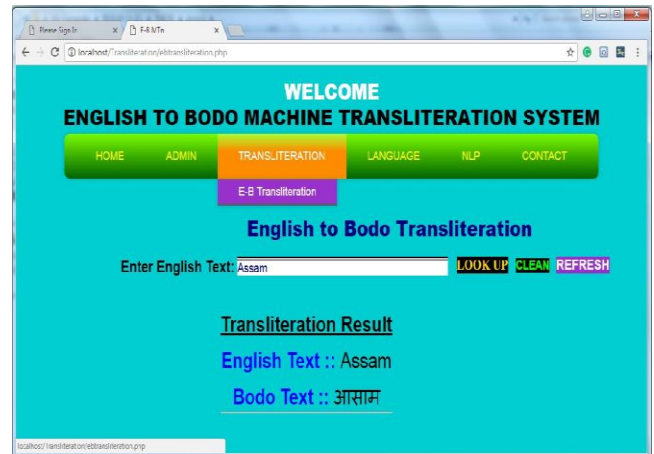 Please Sign In
E-B MTn
localhost/Transliteration/ebtransliteration.php
WELCOME
ENGLISH TO BODO MACHINE TRANSLITERATION SYSTEM
HOME ADMIN TRANSLITERATION LANGUAGE NLP CONTACT
E-B Transliteration
English to Bodo Transliteration
Enter English Text: Assam LOOK UP CLEAN REFRESH
Transliteration Result
English Text :: Assam
Bodo Text :: आसाम
localhost/Transliteration/ebtransliteration.php